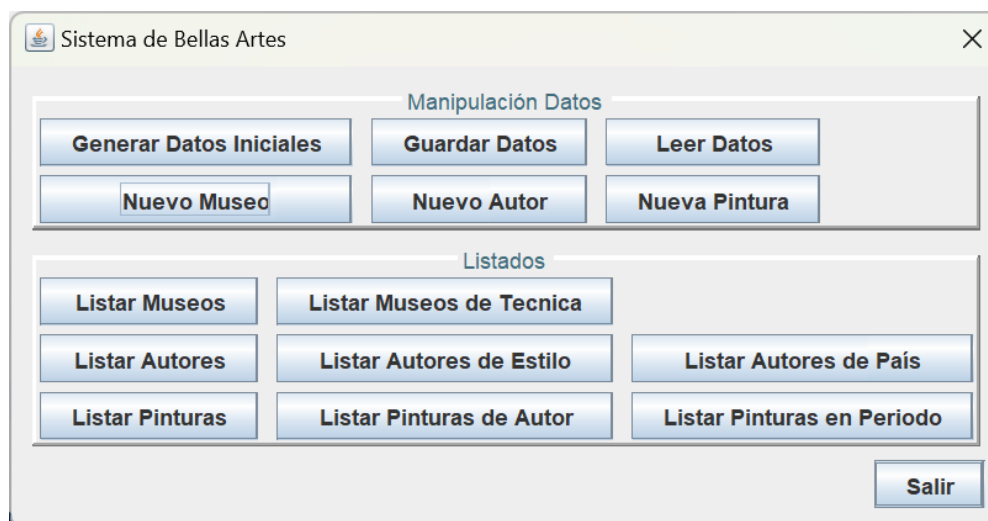 Sistema de Bellas Artes
Manipulación Datos
Generar Datos Iniciales Guardar Datos Leer Datos
Nuevo Museo Nuevo Autor Nueva Pintura
Listados
Listar Museos Listar Museos de Tecnica
Listar Autores Listar Autores de Estilo Listar Autores de País
Listar Pinturas Listar Pinturas de Autor Listar Pinturas en Periodo
Salir